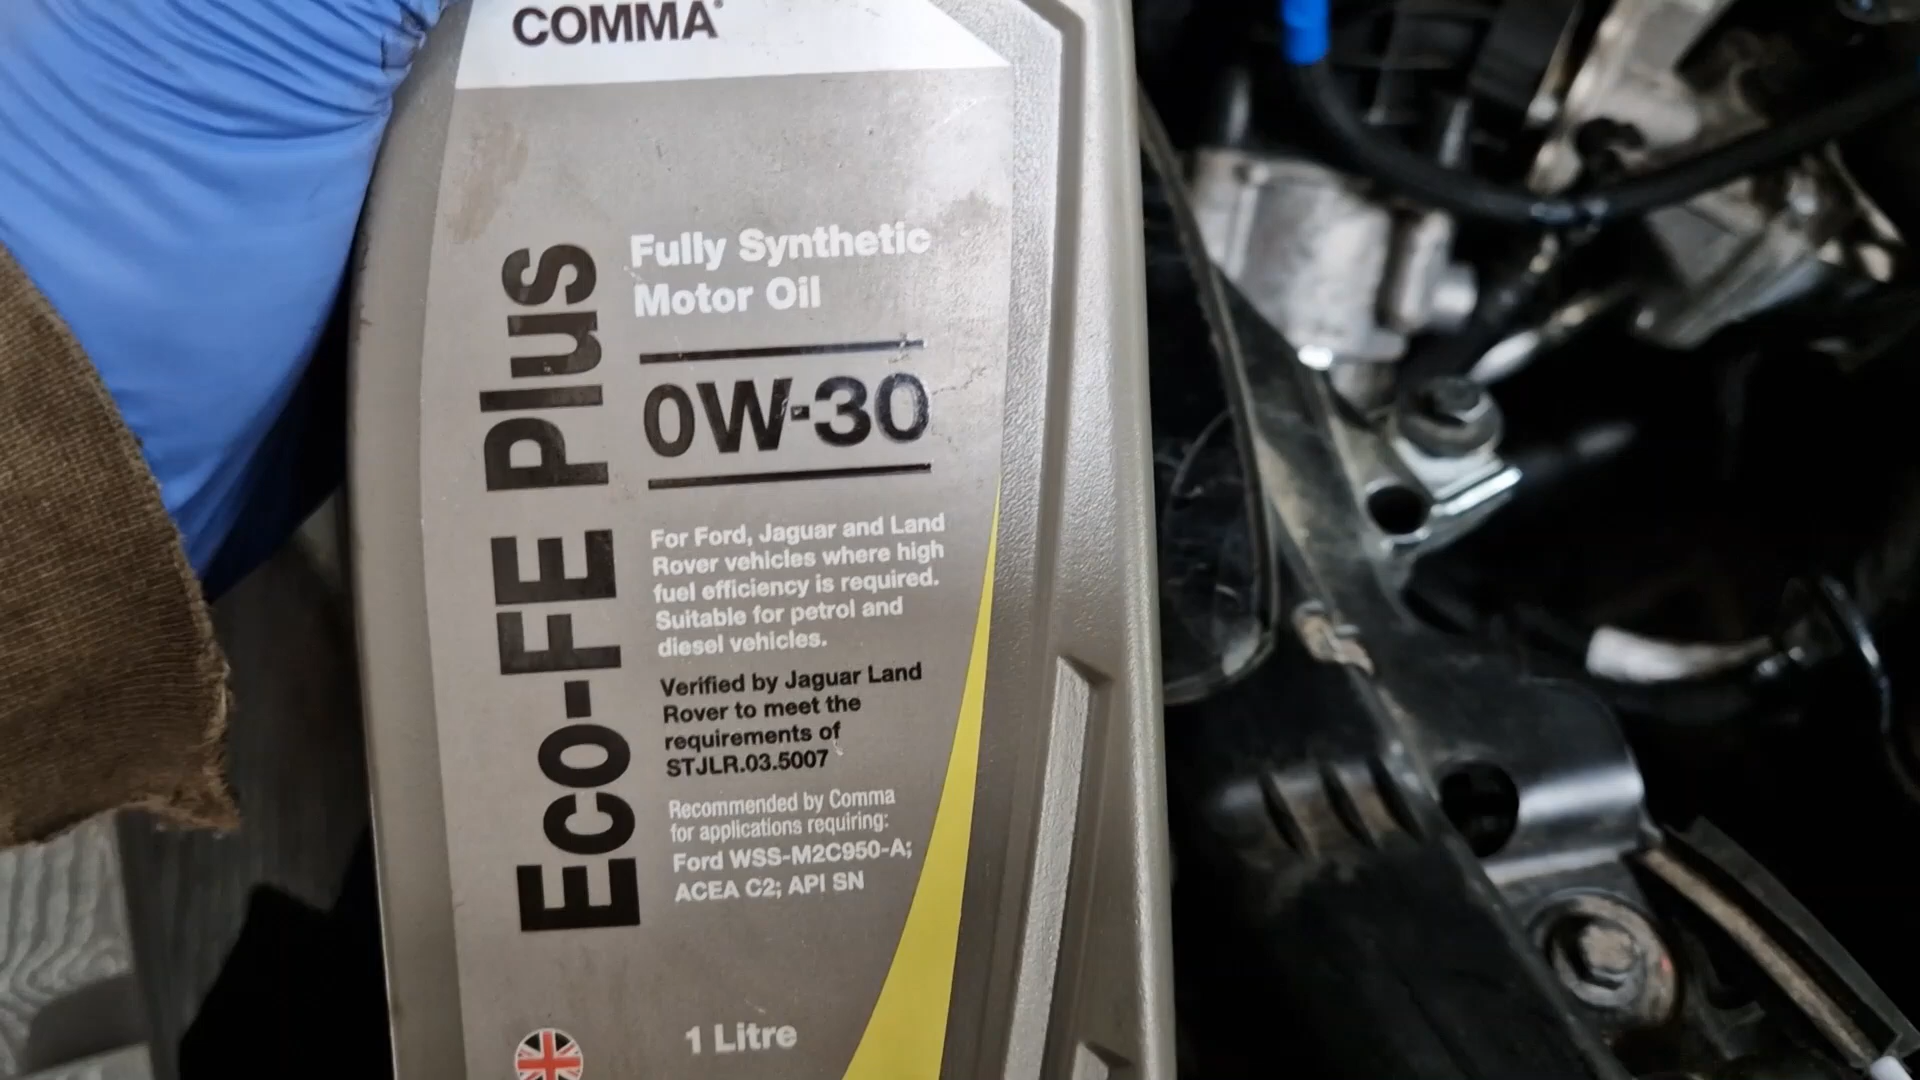 COMMA
Eco-FE Plus
Fully Synthetic
Motor Oil
0W-30
For Ford, Jaguar and Land
Rover vehicles where high
fuel efficiency is required.
Suitable for petrol and
diesel vehicles.
Verified by Jaguar Land
Rover to meet the
requirements of
STJLR.03.5007
Recommended by Comma
for applications requiring:
Ford WSS-M2C950-A;
ACEA C2; API SN
1 Litre